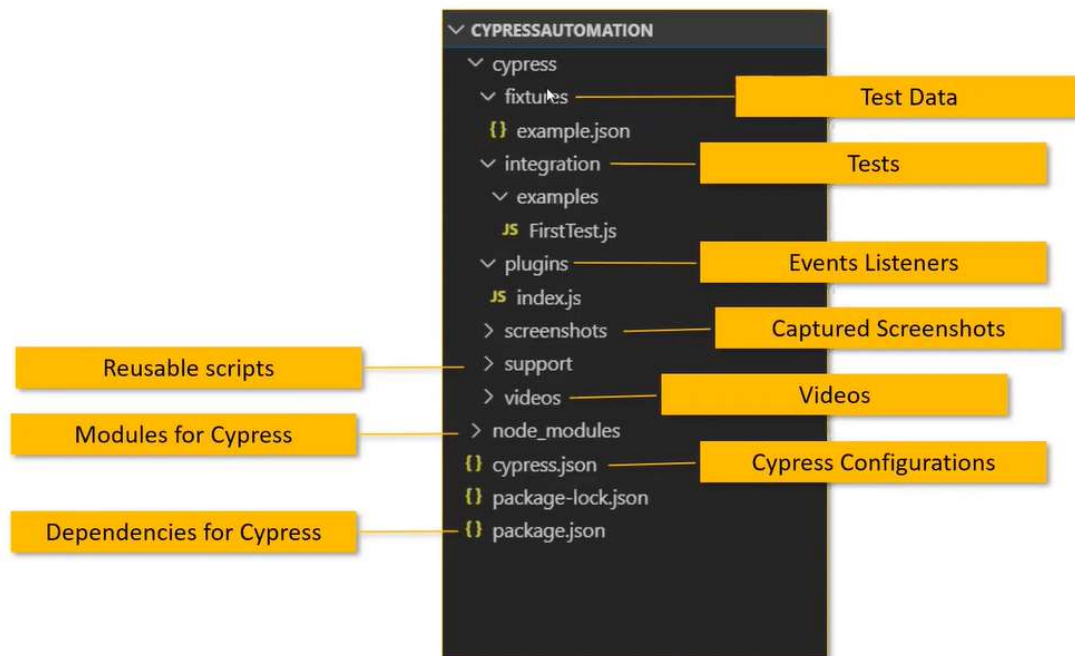 CYPRESSAUTOMATION
cypress
fixtures
Test Data
{} example.json
integration
Tests
examples
JS FirstTest.js
plugins
Events Listeners
JS index.js
screenshots
Captured Screenshots
Reusable scripts
support
videos
Videos
Modules for Cypress
node_modules
{} cypress.json
Cypress Configurations
{} package-lock.json
Dependencies for Cypress
{} package.json